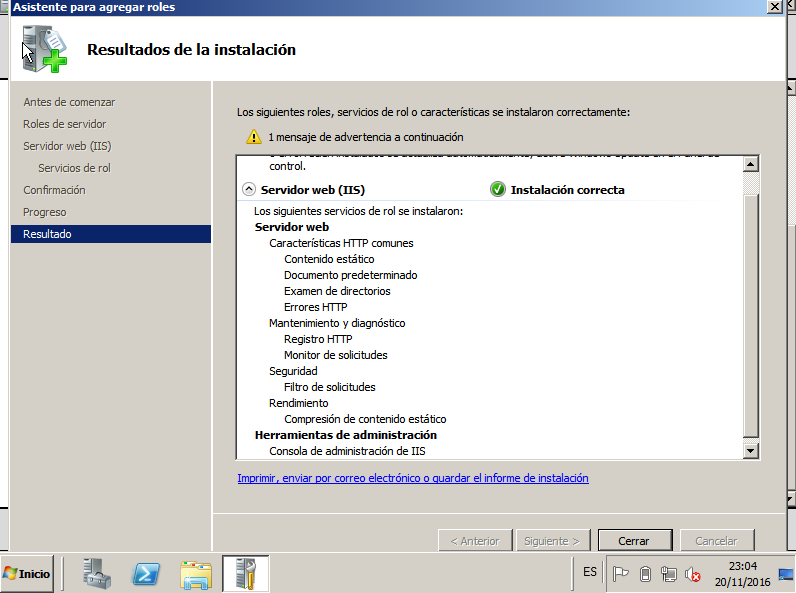 Asistente para agregar roles
Resultados de la instalación
Antes de comenzar
Roles de servidor
Servidor web (IIS)
Servicios de rol
Confirmación
Progreso
Resultado
Los siguientes roles, servicios de rol o características se instalaron correctamente:
1 mensaje de advertencia a continuación
control.
Servidor web (IIS)
Instalación correcta
Los siguientes servicios de rol se instalaron:
Servidor web
Características HTTP comunes
Contenido estático
Documento predeterminado
Examen de directorios
Errores HTTP
Mantenimiento y diagnóstico
Registro HTTP
Monitor de solicitudes
Seguridad
Filtro de solicitudes
Rendimiento
Compresión de contenido estático
Herramientas de administración
Consola de administración de IIS
Imprimir, enviar por correo electrónico o guardar el informe de instalación
< Anterior
Siguiente >
Cerrar
Cancelar
Inicio
ES
23:04
20/11/2016